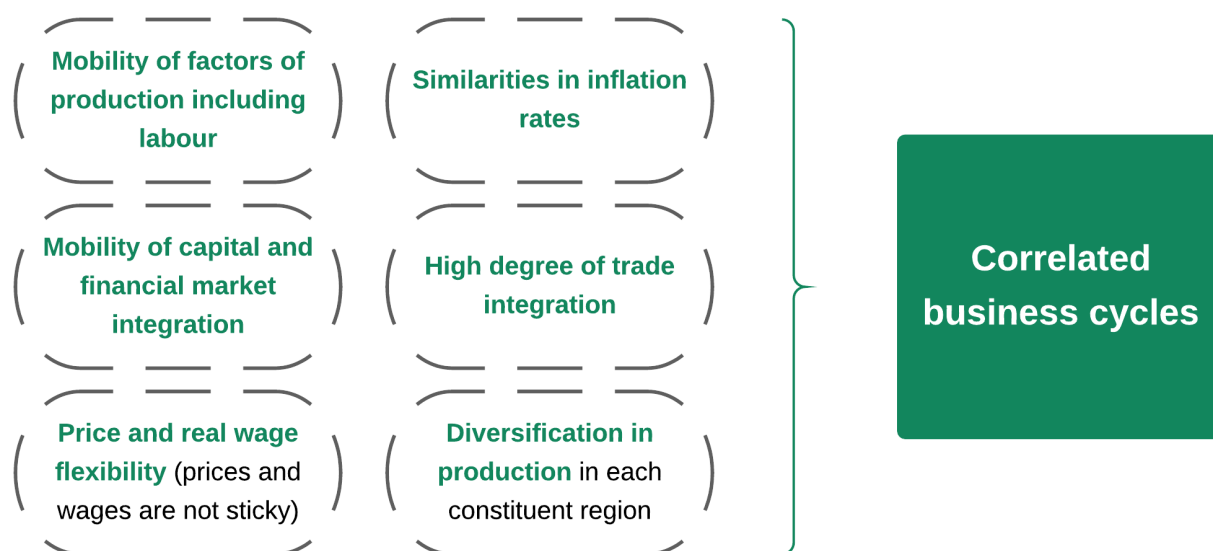 Mobility of factors of
production including
labour
Similarities in inflation
rates
Mobility of capital and
financial market
integration
High degree of trade
integration
Price and real wage
flexibility (prices and
wages are not sticky)
Diversification in
production in each
constituent region
Correlated
business cycles